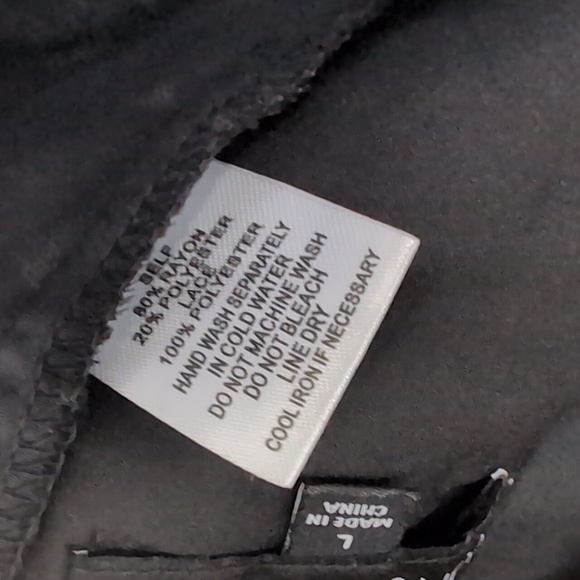 SELF
80% RAYON
20% POLYESTER
LACE
100% POLYESTER
HAND WASH SEPARATELY
IN COLD WATER
DO NOT MACHINE WASH
DO NOT BLEACH
LINE DRY
COOL IRON IF NECESSARY
L
MADE IN
CHINA